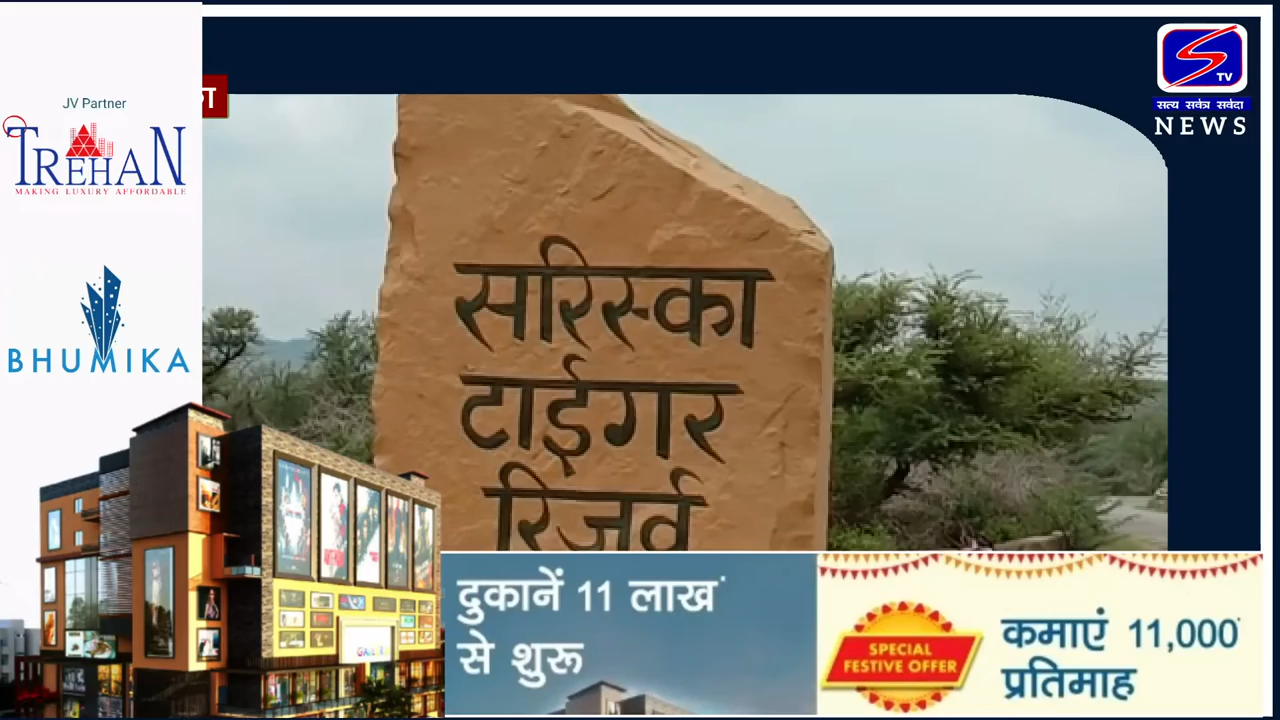 JV Partner
TREHAN
MAKING LUXURY AFFORDABLE
BHUMIKA
S TV
सत्य सर्वत्र सर्वदा
NEWS
सरिस्का
टाईगर
रिजर्व
दुकानें 11 लाख*
से शुरू
SPECIAL
FESTIVE OFFER
कमाएं 11,000*
प्रतिमाह